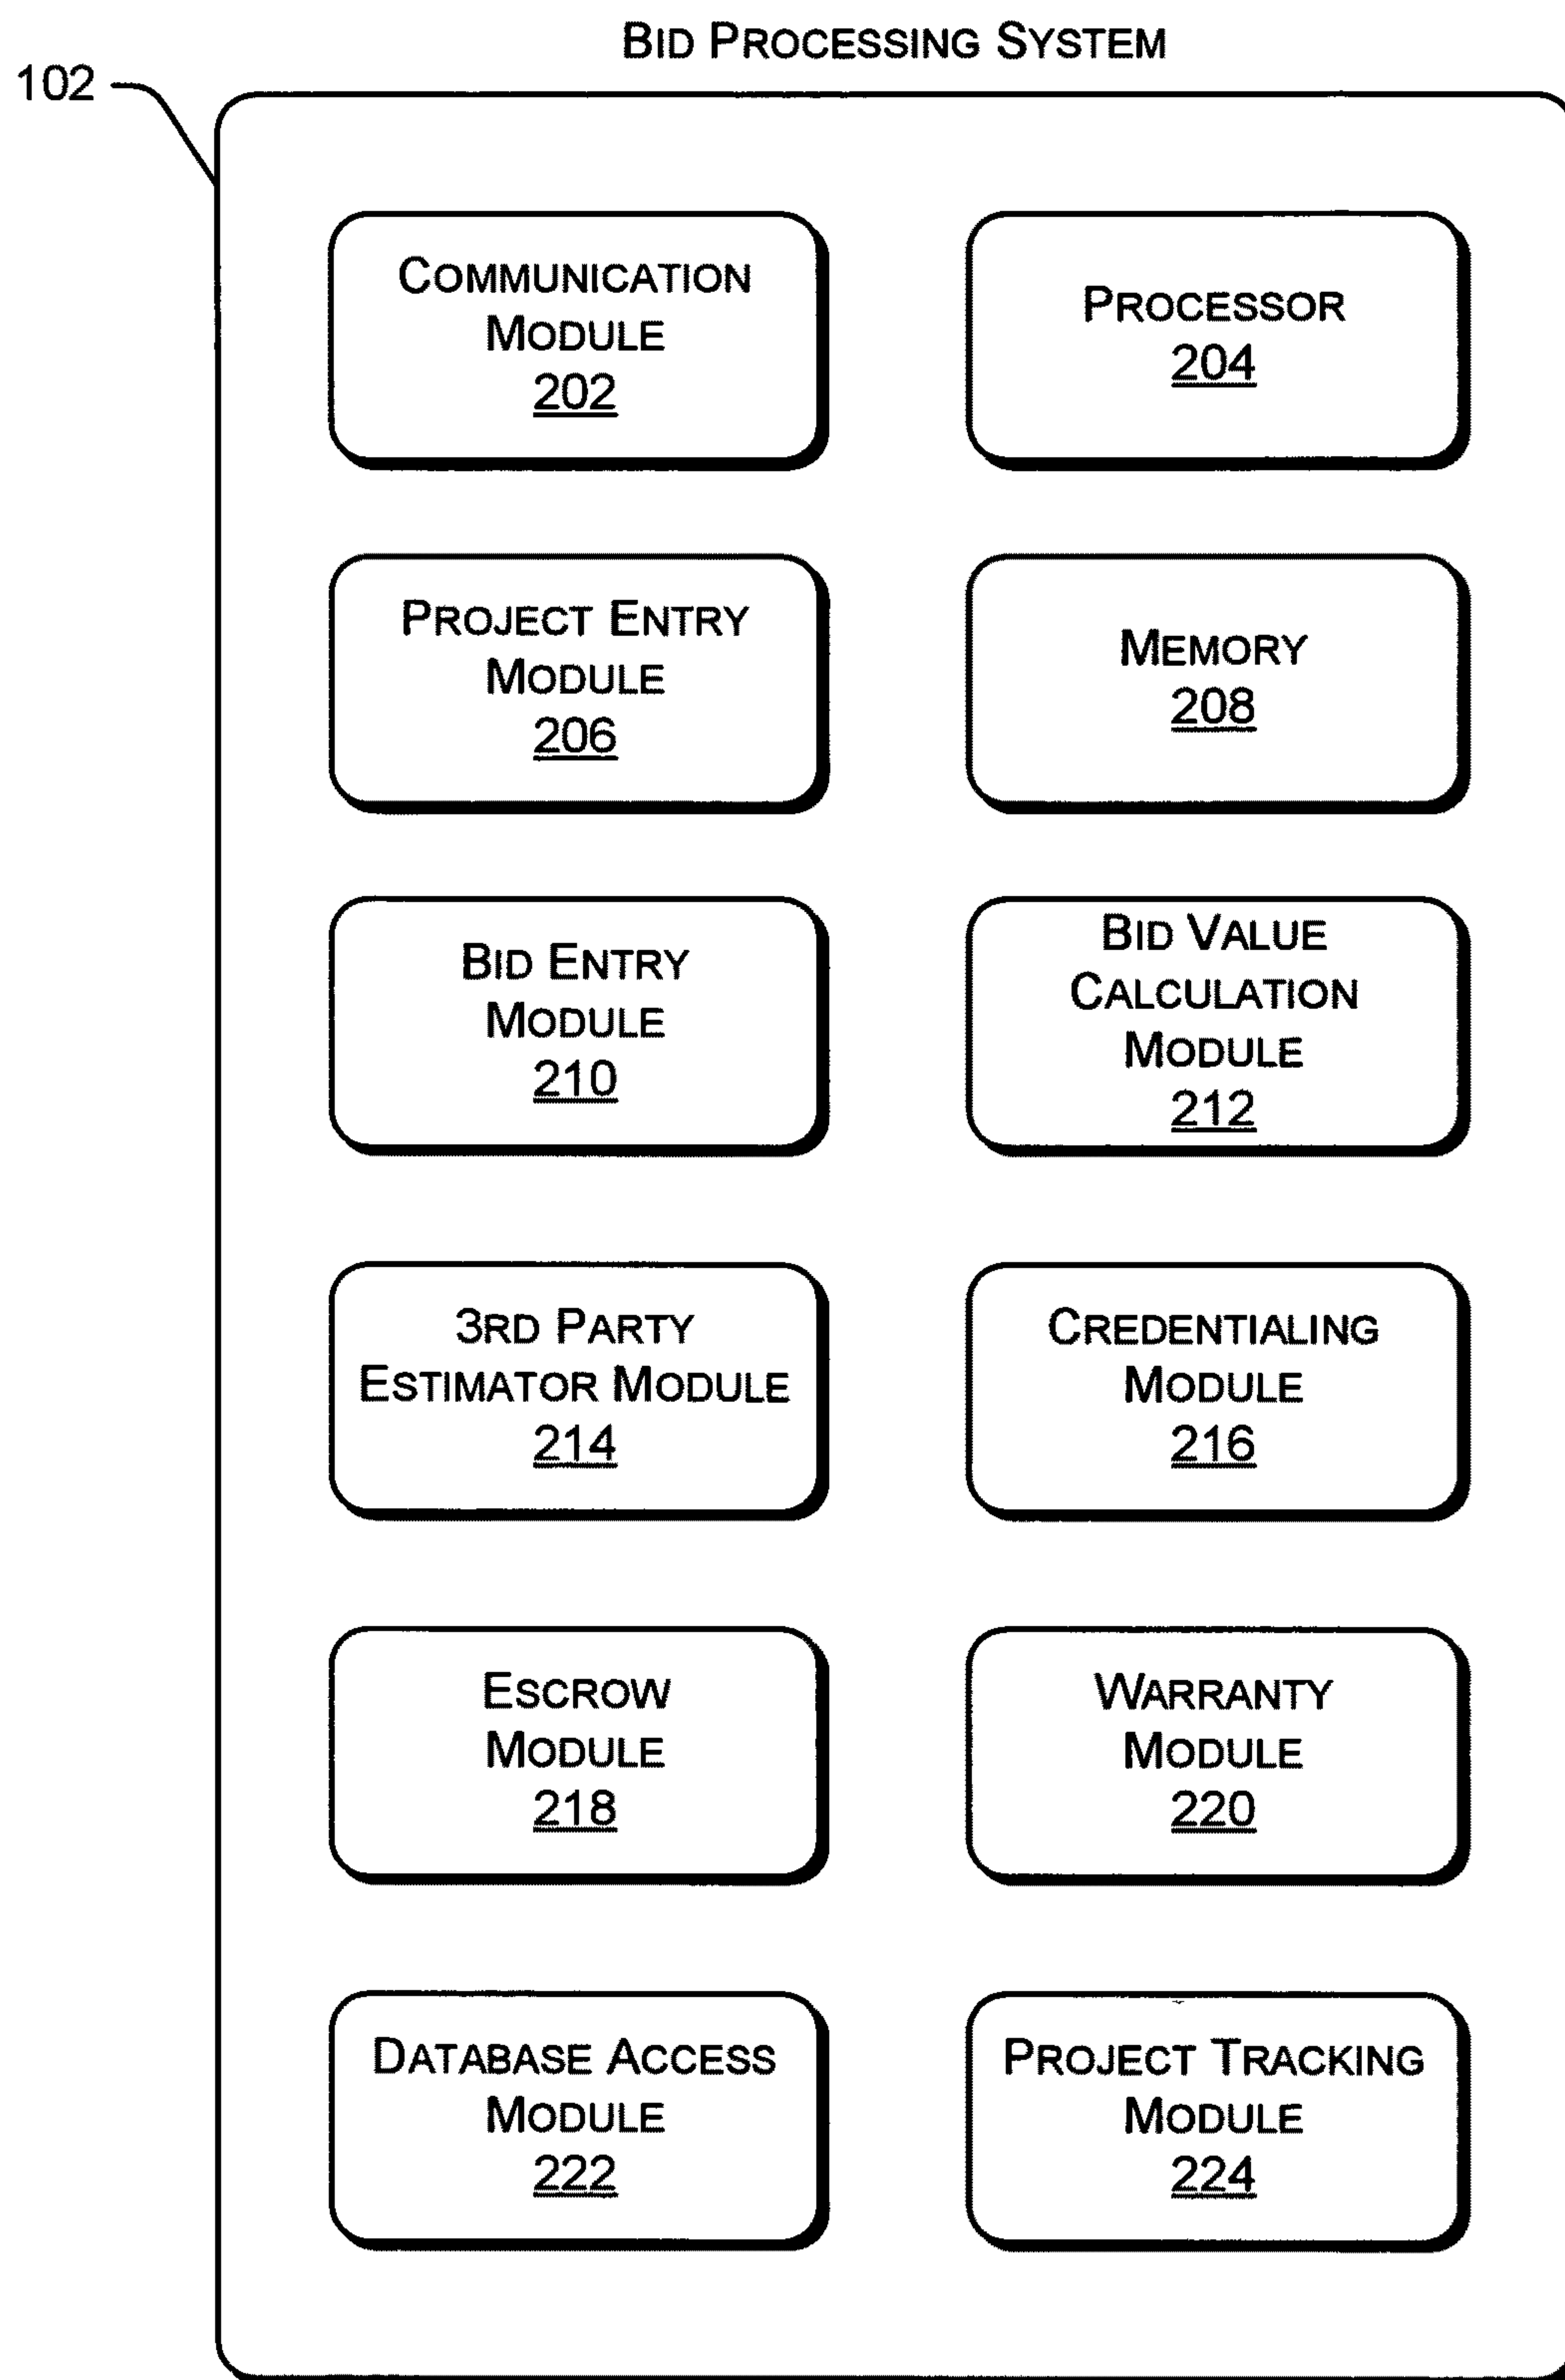 BID PROCESSING SYSTEM
102
COMMUNICATION
MODULE
202
PROCESSOR
204
PROJECT ENTRY
MODULE
206
MEMORY
208
BID ENTRY
MODULE
210
BID VALUE
CALCULATION
MODULE
212
3RD PARTY
ESTIMATOR MODULE
214
CREDENTIALING
MODULE
216
ESCROW
MODULE
218
WARRANTY
MODULE
220
DATABASE ACCESS
MODULE
222
PROJECT TRACKING
MODULE
224